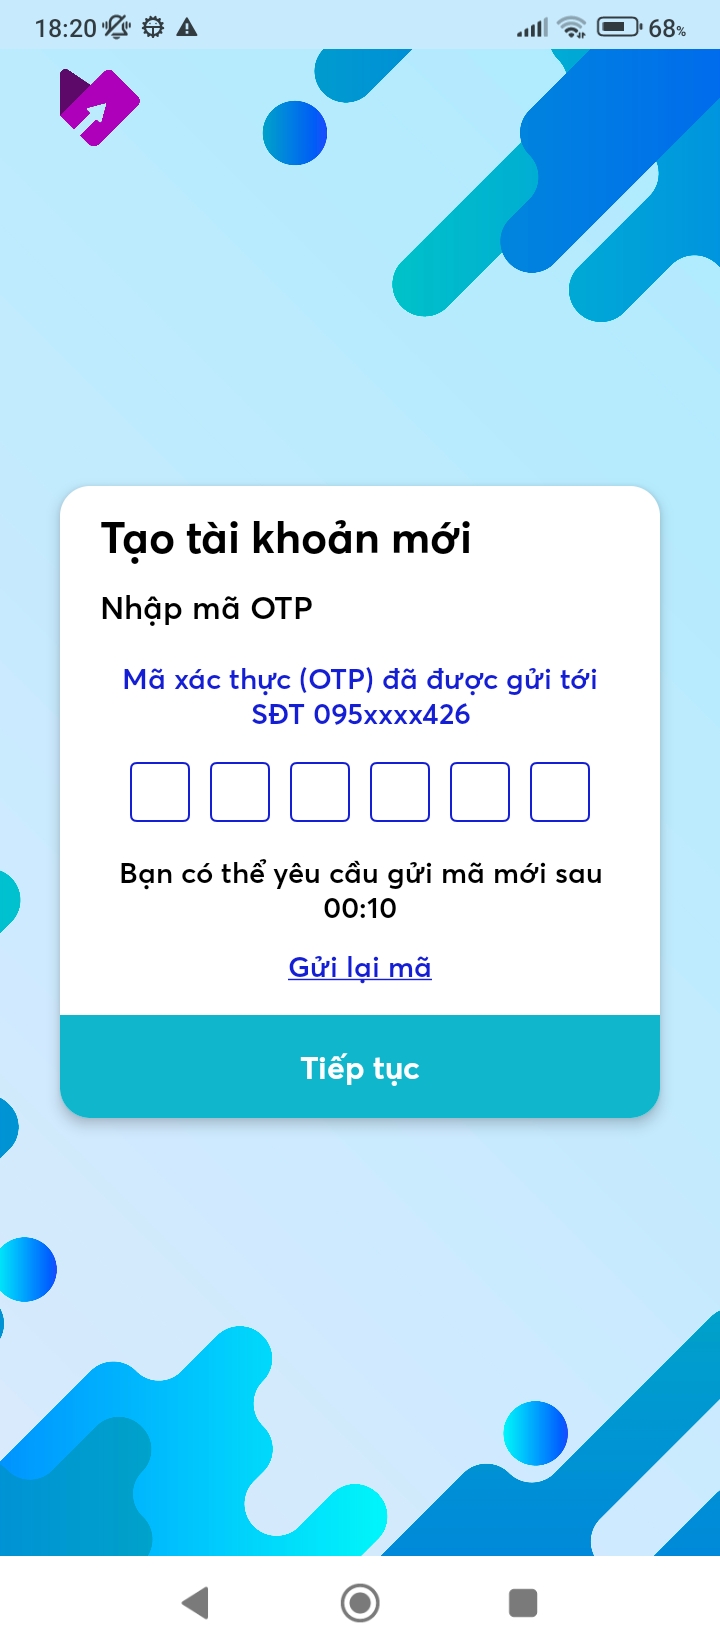 18:20 68%
Tạo tài khoản mới
Nhập mã OTP
Mã xác thực (OTP) đã được gửi tới
SĐT 095xxxx426
Bạn có thể yêu cầu gửi mã mới sau
00:10
Gửi lại mã
Tiếp tục